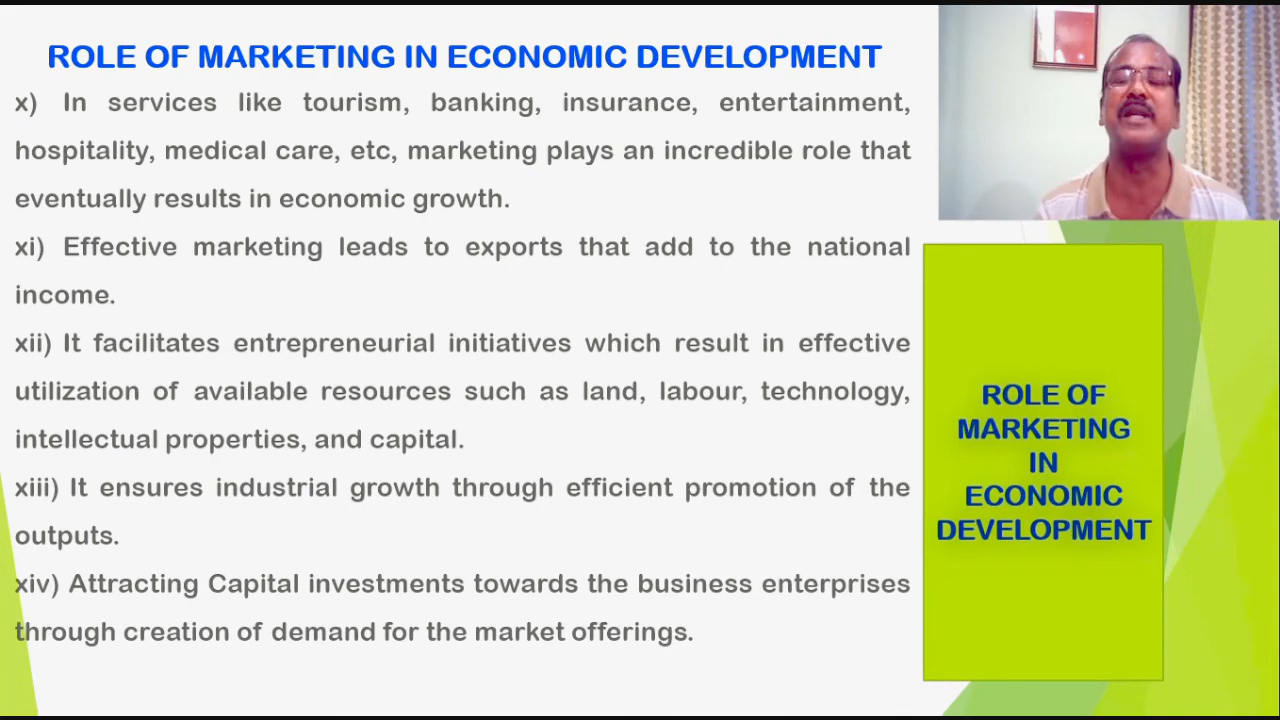 ROLE OF MARKETING IN ECONOMIC DEVELOPMENT
x) In services like tourism, banking, insurance, entertainment,
hospitality, medical care, etc, marketing plays an incredible role that
eventually results in economic growth.
xi) Effective marketing leads to exports that add to the national
income.
xii) It facilitates entrepreneurial initiatives which result in effective
utilization of available resources such as land, labour, technology,
intellectual properties, and capital.
xiii) It ensures industrial growth through efficient promotion of the
outputs.
xiv) Attracting Capital investments towards the business enterprises
through creation of demand for the market offerings.
ROLE OF
MARKETING
IN
ECONOMIC
DEVELOPMENT